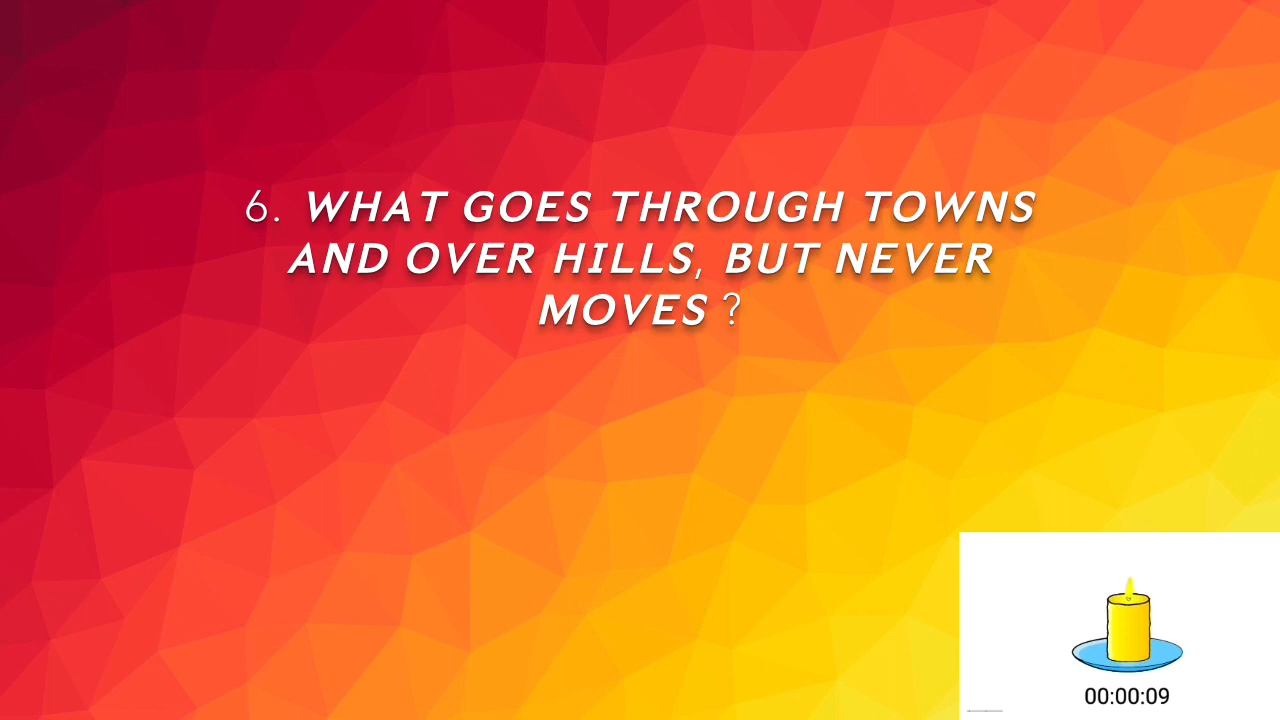 6. WHAT GOES THROUGH TOWNS
AND OVER HILLS, BUT NEVER
MOVES ?
00:00:09